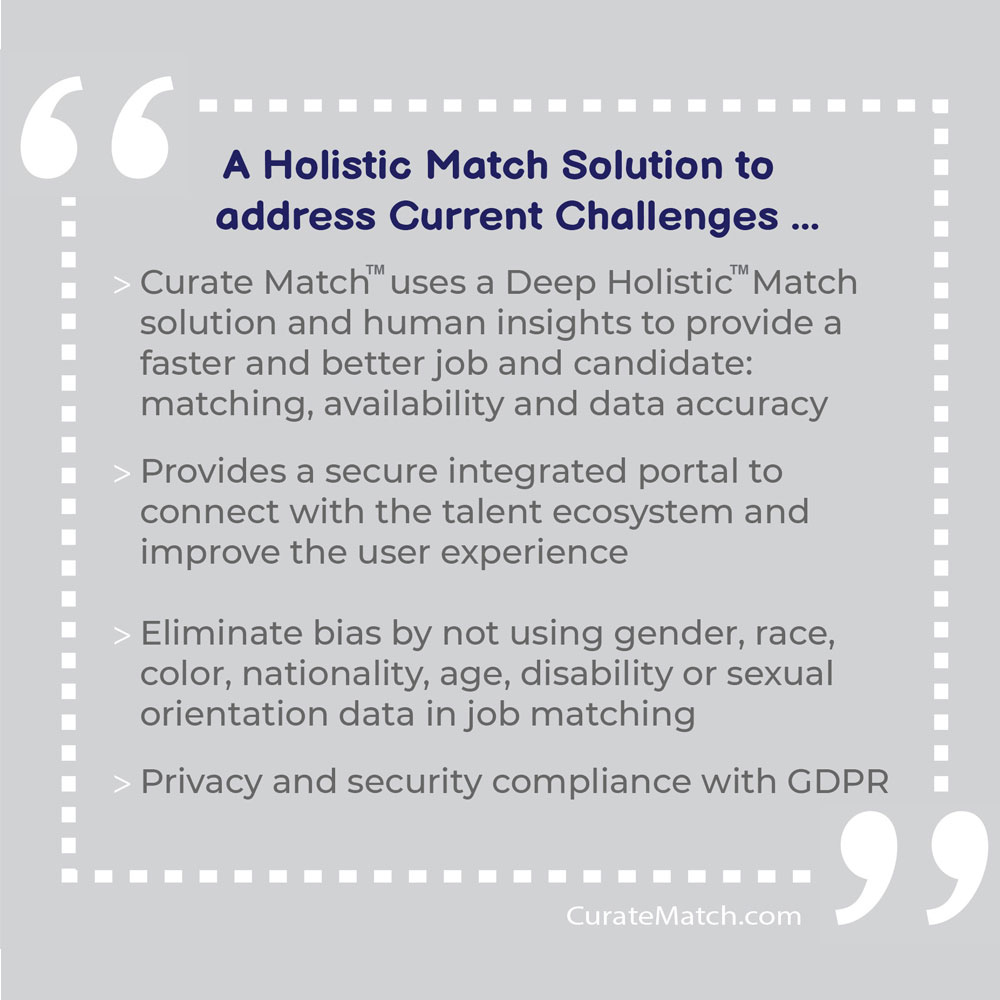 A Holistic Match Solution to
address Current Challenges ...
> Curate Match™ uses a Deep Holistic™ Match
solution and human insights to provide a
faster and better job and candidate:
matching, availability and data accuracy
> Provides a secure integrated portal to
connect with the talent ecosystem and
improve the user experience
> Eliminate bias by not using gender, race,
color, nationality, age, disability or sexual
orientation data in job matching
> Privacy and security compliance with GDPR
CurateMatch.com